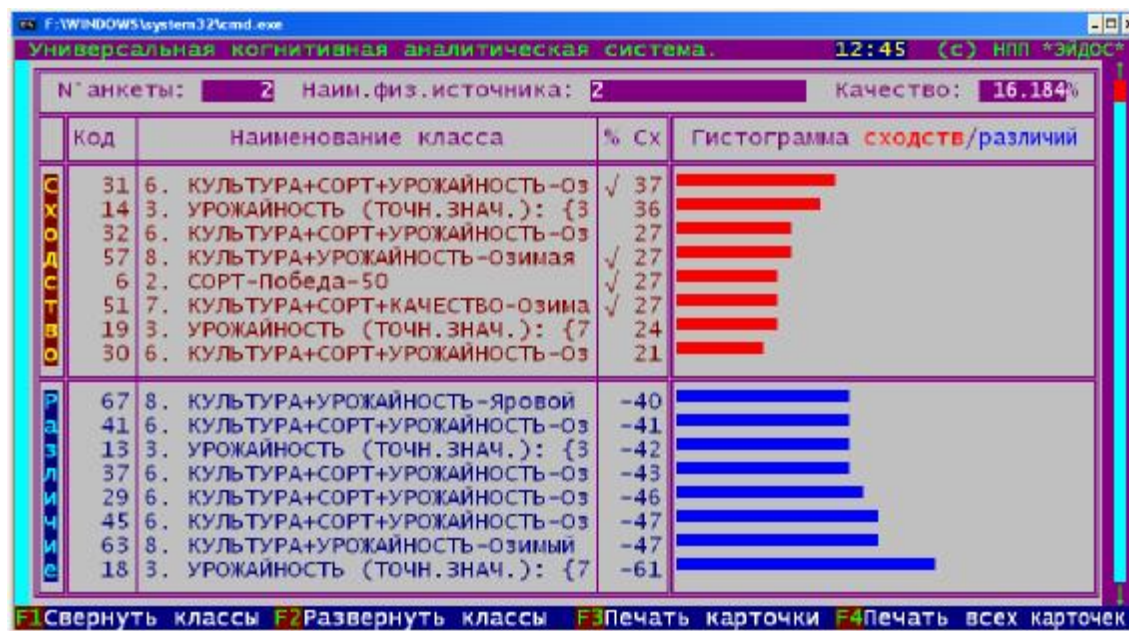 F:\WINDOWS\system32\cmd.exe
Универсальная когнитивная аналитическая система. 12:45 (с) НПП *ЭЙДОС*
N°анкеты: 2 Наим.физ.источника: 2 Качество: 16.184%
Код Наименование класса % Сх Гистограмма сходств/различий
Сходство
31 6. КУЛЬТУРА+СОРТ+УРОЖАЙНОСТЬ-Оз √ 37
14 3. УРОЖАЙНОСТЬ (ТОЧН.ЗНАЧ.): {3 36
32 6. КУЛЬТУРА+СОРТ+УРОЖАЙНОСТЬ-Оз 27
57 8. КУЛЬТУРА+УРОЖАЙНОСТЬ-Озимая √ 27
6 2. СОРТ-Победа-50 √ 27
51 7. КУЛЬТУРА+СОРТ+КАЧЕСТВО-Озима √ 27
19 3. УРОЖАЙНОСТЬ (ТОЧН.ЗНАЧ.): {7 24
30 6. КУЛЬТУРА+СОРТ+УРОЖАЙНОСТЬ-Оз 21
Различие
67 8. КУЛЬТУРА+УРОЖАЙНОСТЬ-Яровой -40
41 6. КУЛЬТУРА+СОРТ+УРОЖАЙНОСТЬ-Оз -41
13 3. УРОЖАЙНОСТЬ (ТОЧН.ЗНАЧ.): {3 -42
37 6. КУЛЬТУРА+СОРТ+УРОЖАЙНОСТЬ-Оз -43
29 6. КУЛЬТУРА+СОРТ+УРОЖАЙНОСТЬ-Оз -46
45 6. КУЛЬТУРА+СОРТ+УРОЖАЙНОСТЬ-Оз -47
63 8. КУЛЬТУРА+УРОЖАЙНОСТЬ-Озимый -47
18 3. УРОЖАЙНОСТЬ (ТОЧН.ЗНАЧ.): {7 -61
F1Свернуть классы F2Развернуть классы F3Печать карточки F4Печать всех карточек